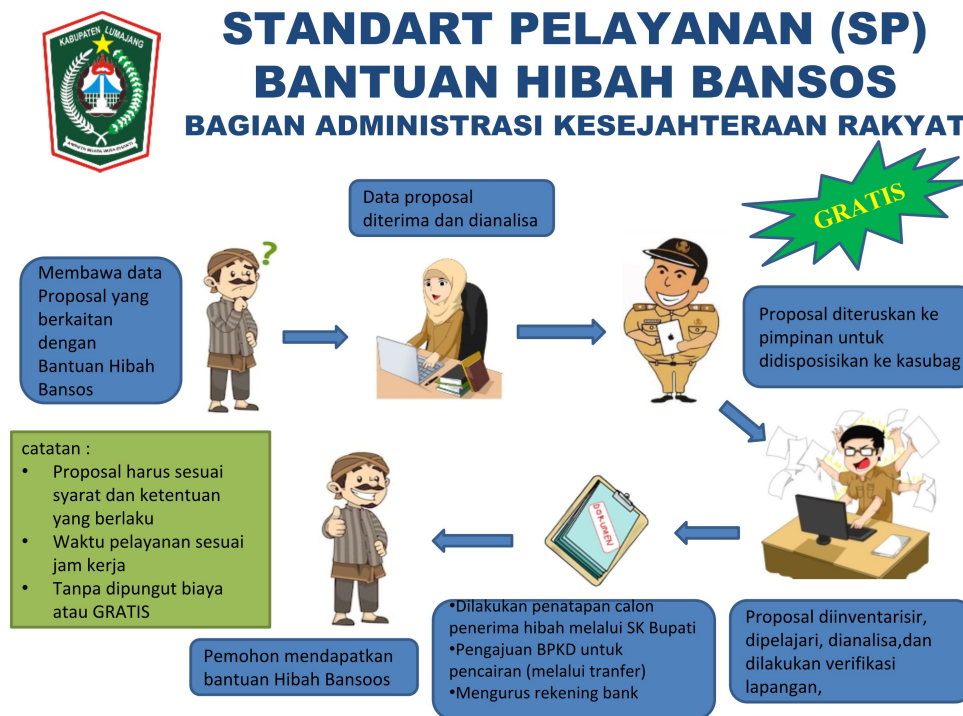 KABUPATEN LUMAJANG
STANDART PELAYANAN (SP)
BANTUAN HIBAH BANSOS
BAGIAN ADMINISTRASI KESEJAHTERAAN RAKYAT
GRATIS
Membawa data
Proposal yang
berkaitan
dengan
Bantuan Hibah
Bansos
?
Data proposal
diterima dan dianalisa
Proposal diteruskan ke
pimpinan untuk
didisposisikan ke kasubag
Proposal diinventarisir,
dipelajari, dianalisa,dan
dilakukan verifikasi
lapangan,
DOKUMEN
•Dilakukan penatapan calon
penerima hibah melalui SK Bupati
•Pengajuan BPKD untuk
pencairan (melalui tranfer)
•Mengurus rekening bank
Pemohon mendapatkan
bantuan Hibah Bansoos
catatan :
• Proposal harus sesuai
syarat dan ketentuan
yang berlaku
• Waktu pelayanan sesuai
jam kerja
• Tanpa dipungut biaya
atau GRATIS